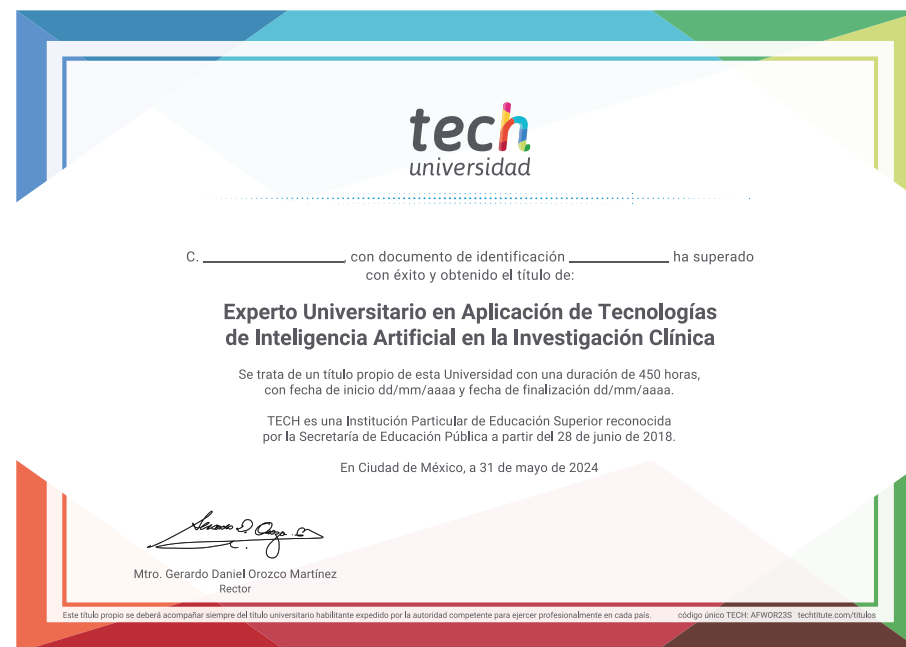 tech
universidad
C. ____________, con documento de identificación ____________ ha superado
con éxito y obtenido el título de:
Experto Universitario en Aplicación de Tecnologías
de Inteligencia Artificial en la Investigación Clínica
Se trata de un título propio de esta Universidad con una duración de 450 horas,
con fecha de inicio dd/mm/aaaa y fecha de finalización dd/mm/aaaa.
TECH es una Institución Particular de Educación Superior reconocida
por la Secretaría de Educación Pública a partir del 28 de junio de 2018.
En Ciudad de México, a 31 de mayo de 2024
Mtro. Gerardo Daniel Orozco Martínez
Rector
Este título propio se deberá acompañar siempre del título universitario habilitante expedido por la autoridad competente para ejercer profesionalmente en cada país. código único TECH: AFWOR23S techtitute.com/titulos